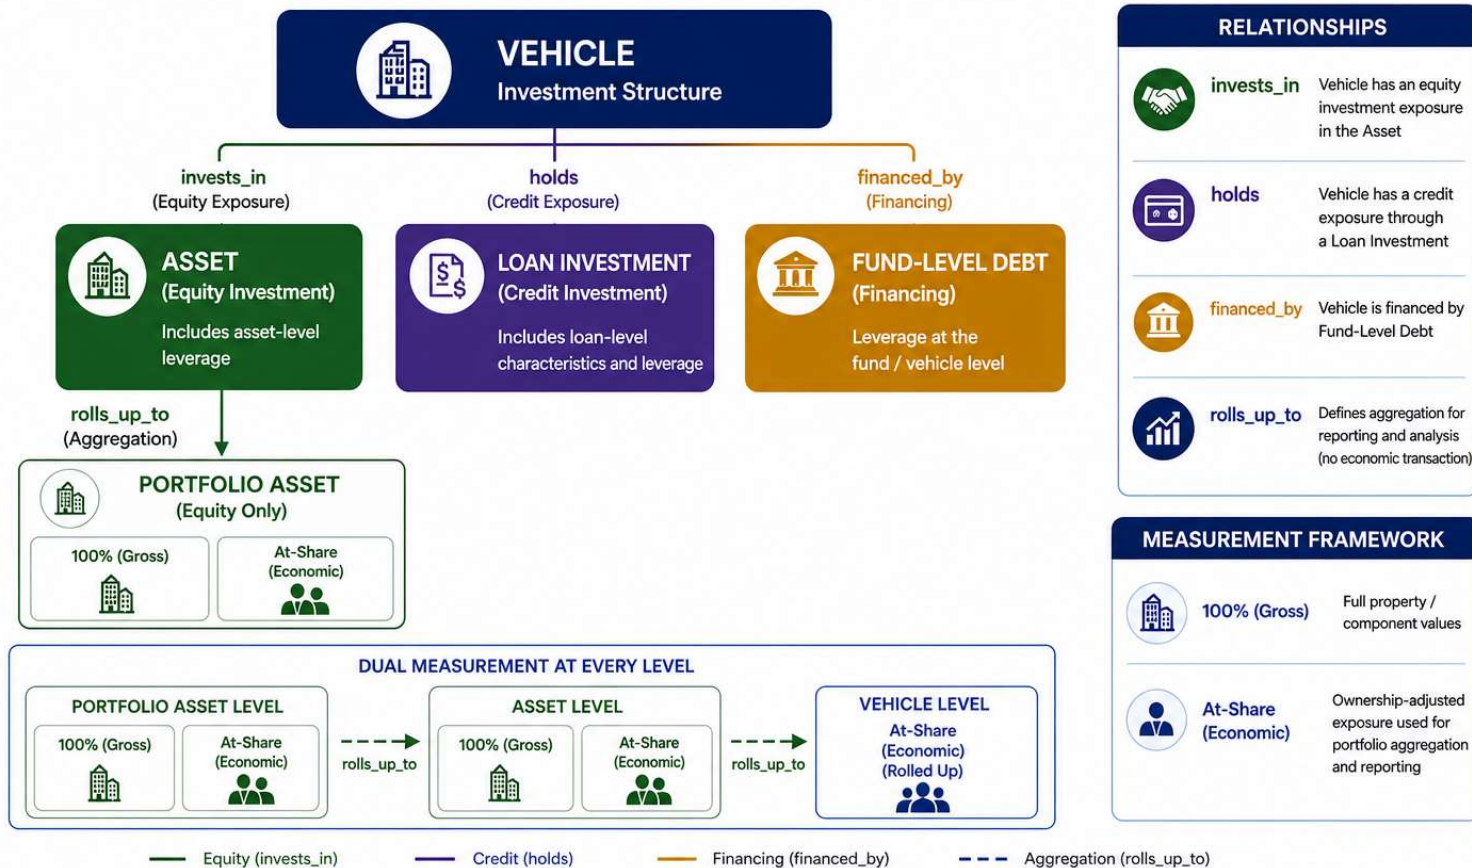 VEHICLE
Investment Structure
invests_in
(Equity Exposure)
holds
(Credit Exposure)
financed_by
(Financing)
ASSET
(Equity Investment)
Includes asset-level
leverage
LOAN INVESTMENT
(Credit Investment)
Includes loan-level
characteristics and leverage
FUND-LEVEL DEBT
(Financing)
Leverage at the
fund / vehicle level
rolls_up_to
(Aggregation)
PORTFOLIO ASSET
(Equity Only)
100% (Gross)
At-Share
(Economic)
DUAL MEASUREMENT AT EVERY LEVEL
PORTFOLIO ASSET LEVEL
100% (Gross)
At-Share
(Economic)
rolls_up_to
ASSET LEVEL
100% (Gross)
At-Share
(Economic)
rolls_up_to
VEHICLE LEVEL
At-Share
(Economic)
(Rolled Up)
Equity (invests_in)
Credit (holds)
Financing (financed_by)
Aggregation (rolls_up_to)
RELATIONSHIPS
invests_in
Vehicle has an equity
investment exposure
in the Asset
holds
Vehicle has a credit
exposure through
a Loan Investment
financed_by
Vehicle is financed by
Fund-Level Debt
rolls_up_to
Defines aggregation for
reporting and analysis
(no economic transaction)
MEASUREMENT FRAMEWORK
100% (Gross)
Full property /
component values
At-Share
(Economic)
Ownership-adjusted
exposure used for
portfolio aggregation
and reporting